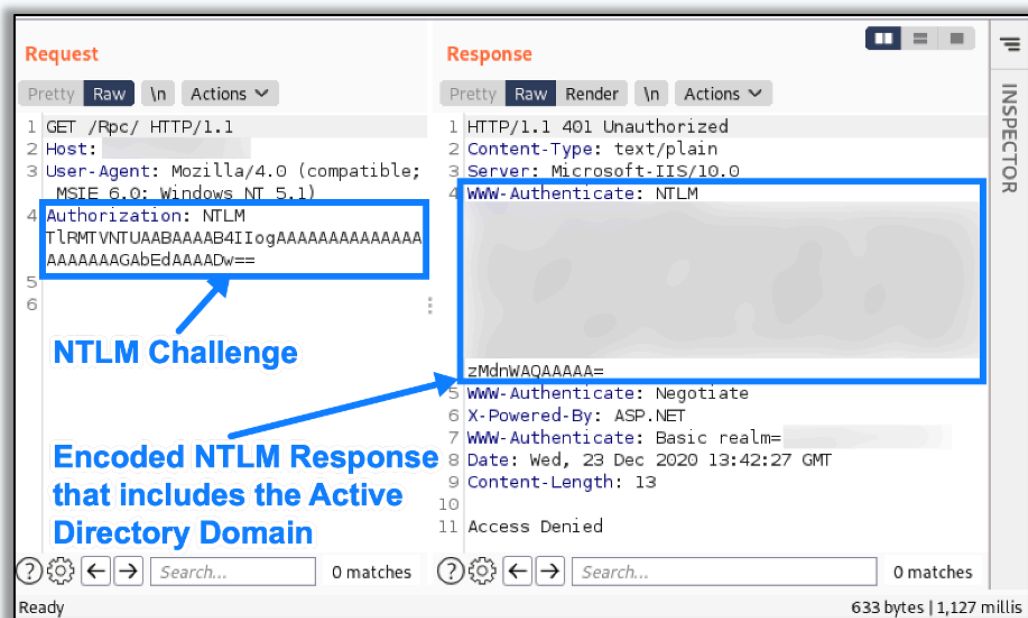 Request
Pretty Raw \n Actions
1 GET /Rpc/ HTTP/1.1
2 Host:
3 User-Agent: Mozilla/4.0 (compatible;
MSIE 6.0; Windows NT 5.1)
4 Authorization: NTLM
TlRMTVNTUAABAAAAB4IIogAAAAAAAAAAAAAA
AAAAAAAGAbEdAAAADw==
5
6
NTLM Challenge
Encoded NTLM Response
that includes the Active
Directory Domain
Search...
0 matches
Response
Pretty Raw Render \n Actions
1 HTTP/1.1 401 Unauthorized
2 Content-Type: text/plain
3 Server: Microsoft-IIS/10.0
4 WWW-Authenticate: NTLM
zMdnWAQAAAAA=
5 WWW-Authenticate: Negotiate
6 X-Powered-By: ASP.NET
7 WWW-Authenticate: Basic realm=
8 Date: Wed, 23 Dec 2020 13:42:27 GMT
9 Content-Length: 13
10
11 Access Denied
Search...
0 matches
INSPECTOR
Ready
633 bytes | 1,127 millis